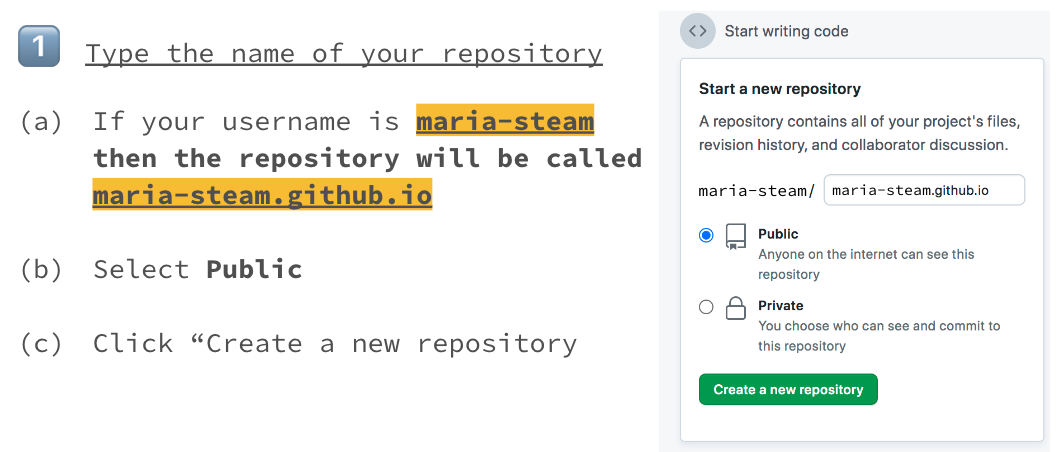 1 Type the name of your repository
(a) If your username is maria-steam
then the repository will be called
maria-steam.github.io
(b) Select Public
(c) Click “Create a new repository
<> Start writing code
Start a new repository
A repository contains all of your project's files,
revision history, and collaborator discussion.
maria-steam/ maria-steam.github.io
Public
Anyone on the internet can see this
repository
Private
You choose who can see and commit to
this repository
Create a new repository